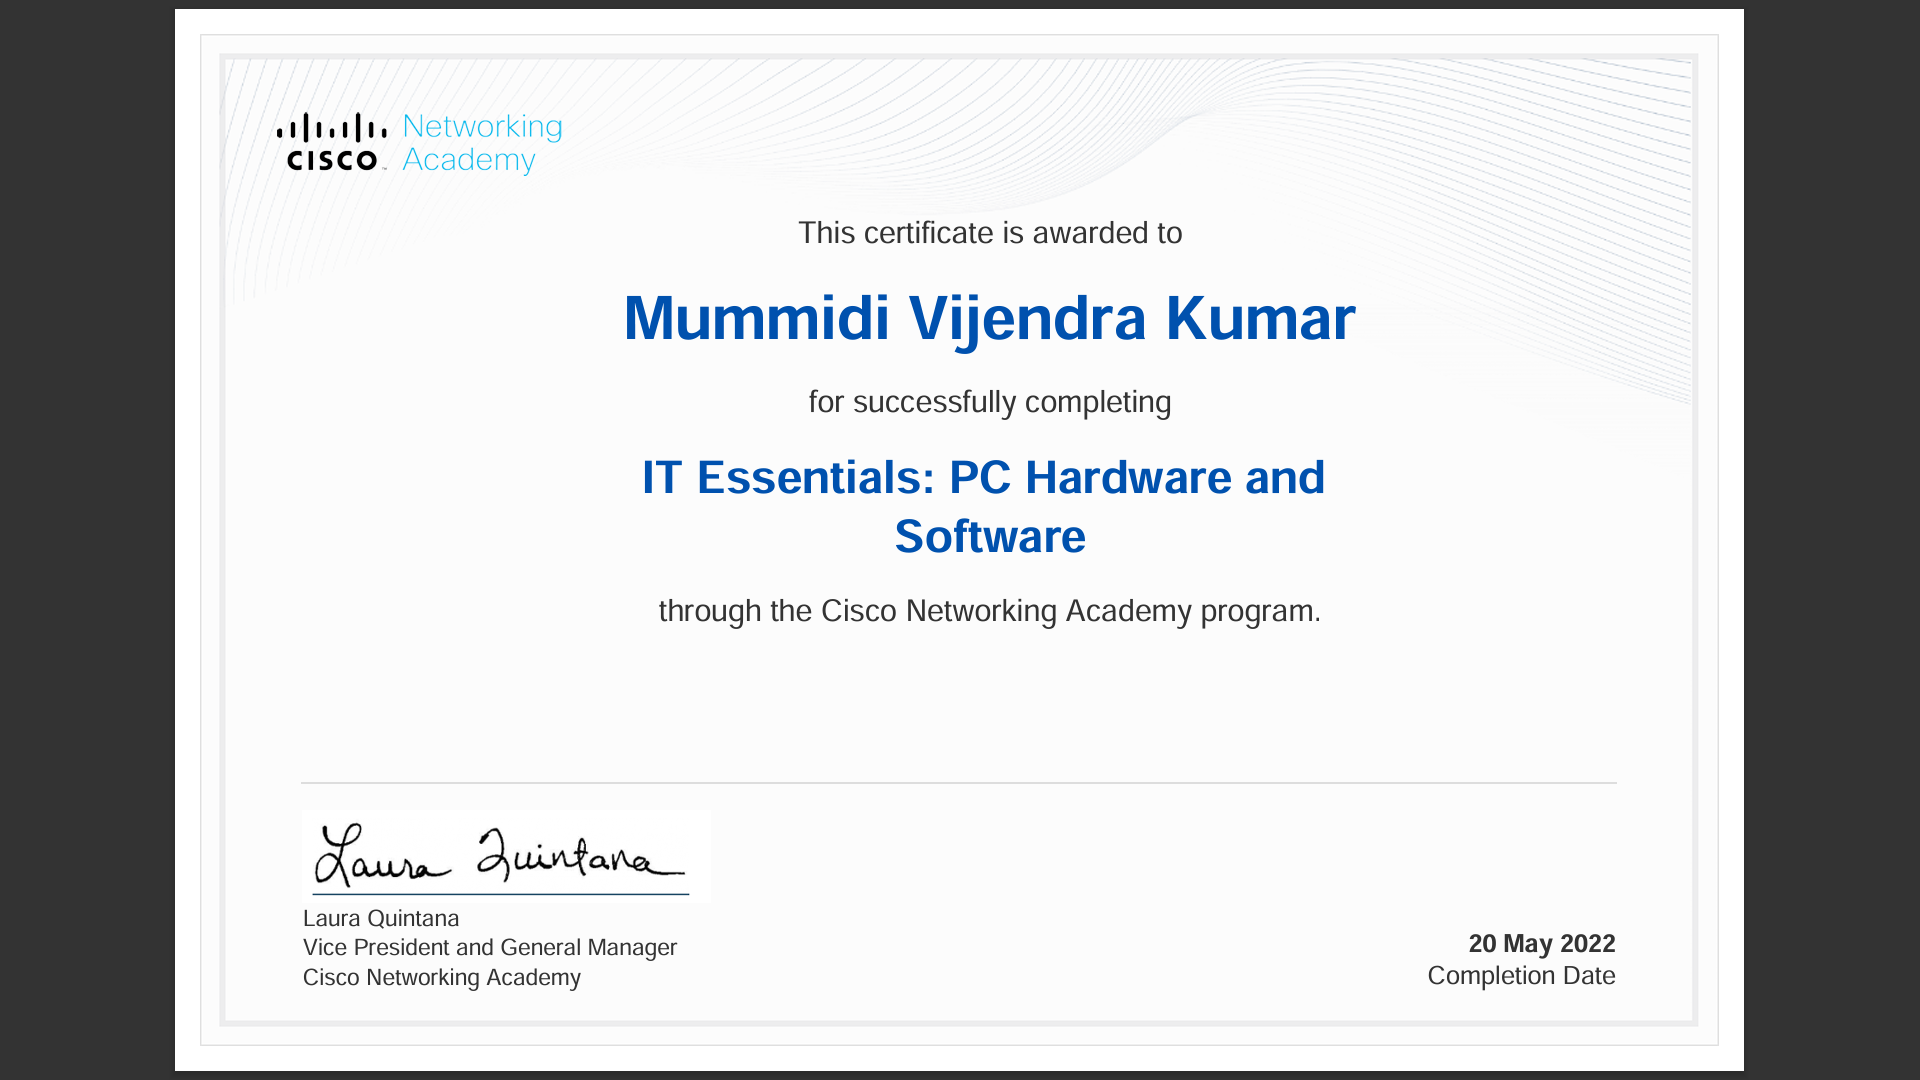 Networking
CISCO Academy
This certificate is awarded to
Mummidi Vijendra Kumar
for successfully completing
IT Essentials: PC Hardware and
Software
through the Cisco Networking Academy program.
Laura Quintana
Laura Quintana
Vice President and General Manager
Cisco Networking Academy
20 May 2022
Completion Date